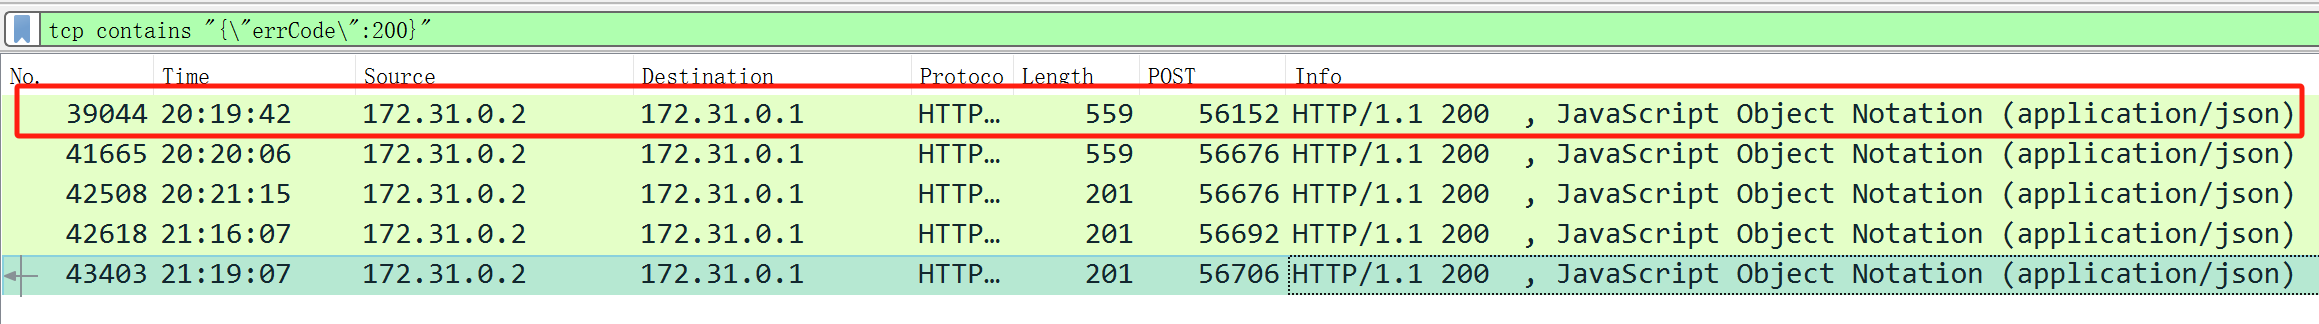 tcp contains "{\"errCode\":200}"
No. Time Source Destination Protoco Length POST Info
39044 20:19:42 172.31.0.2 172.31.0.1 HTTP… 559 56152 HTTP/1.1 200 , JavaScript Object Notation (application/json)
41665 20:20:06 172.31.0.2 172.31.0.1 HTTP… 559 56676 HTTP/1.1 200 , JavaScript Object Notation (application/json)
42508 20:21:15 172.31.0.2 172.31.0.1 HTTP… 201 56676 HTTP/1.1 200 , JavaScript Object Notation (application/json)
42618 21:16:07 172.31.0.2 172.31.0.1 HTTP… 201 56692 HTTP/1.1 200 , JavaScript Object Notation (application/json)
43403 21:19:07 172.31.0.2 172.31.0.1 HTTP… 201 56706 HTTP/1.1 200 , JavaScript Object Notation (application/json)